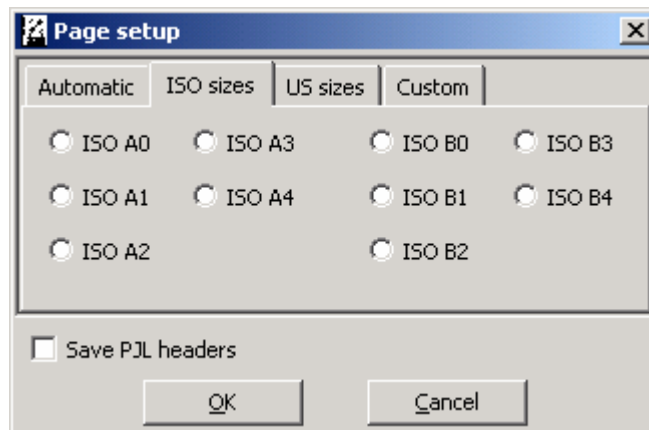 Page setup
Automatic ISO sizes US sizes Custom
ISO A0 ISO A3 ISO B0 ISO B3
ISO A1 ISO A4 ISO B1 ISO B4
ISO A2 ISO B2
Save PJL headers
OK Cancel